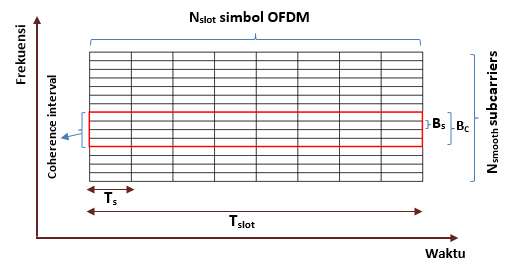 Nslot simbol OFDM
Frekuensi
Coherence interval
Bs
BC
Nsmooth subcarriers
Ts
Tslot
Waktu